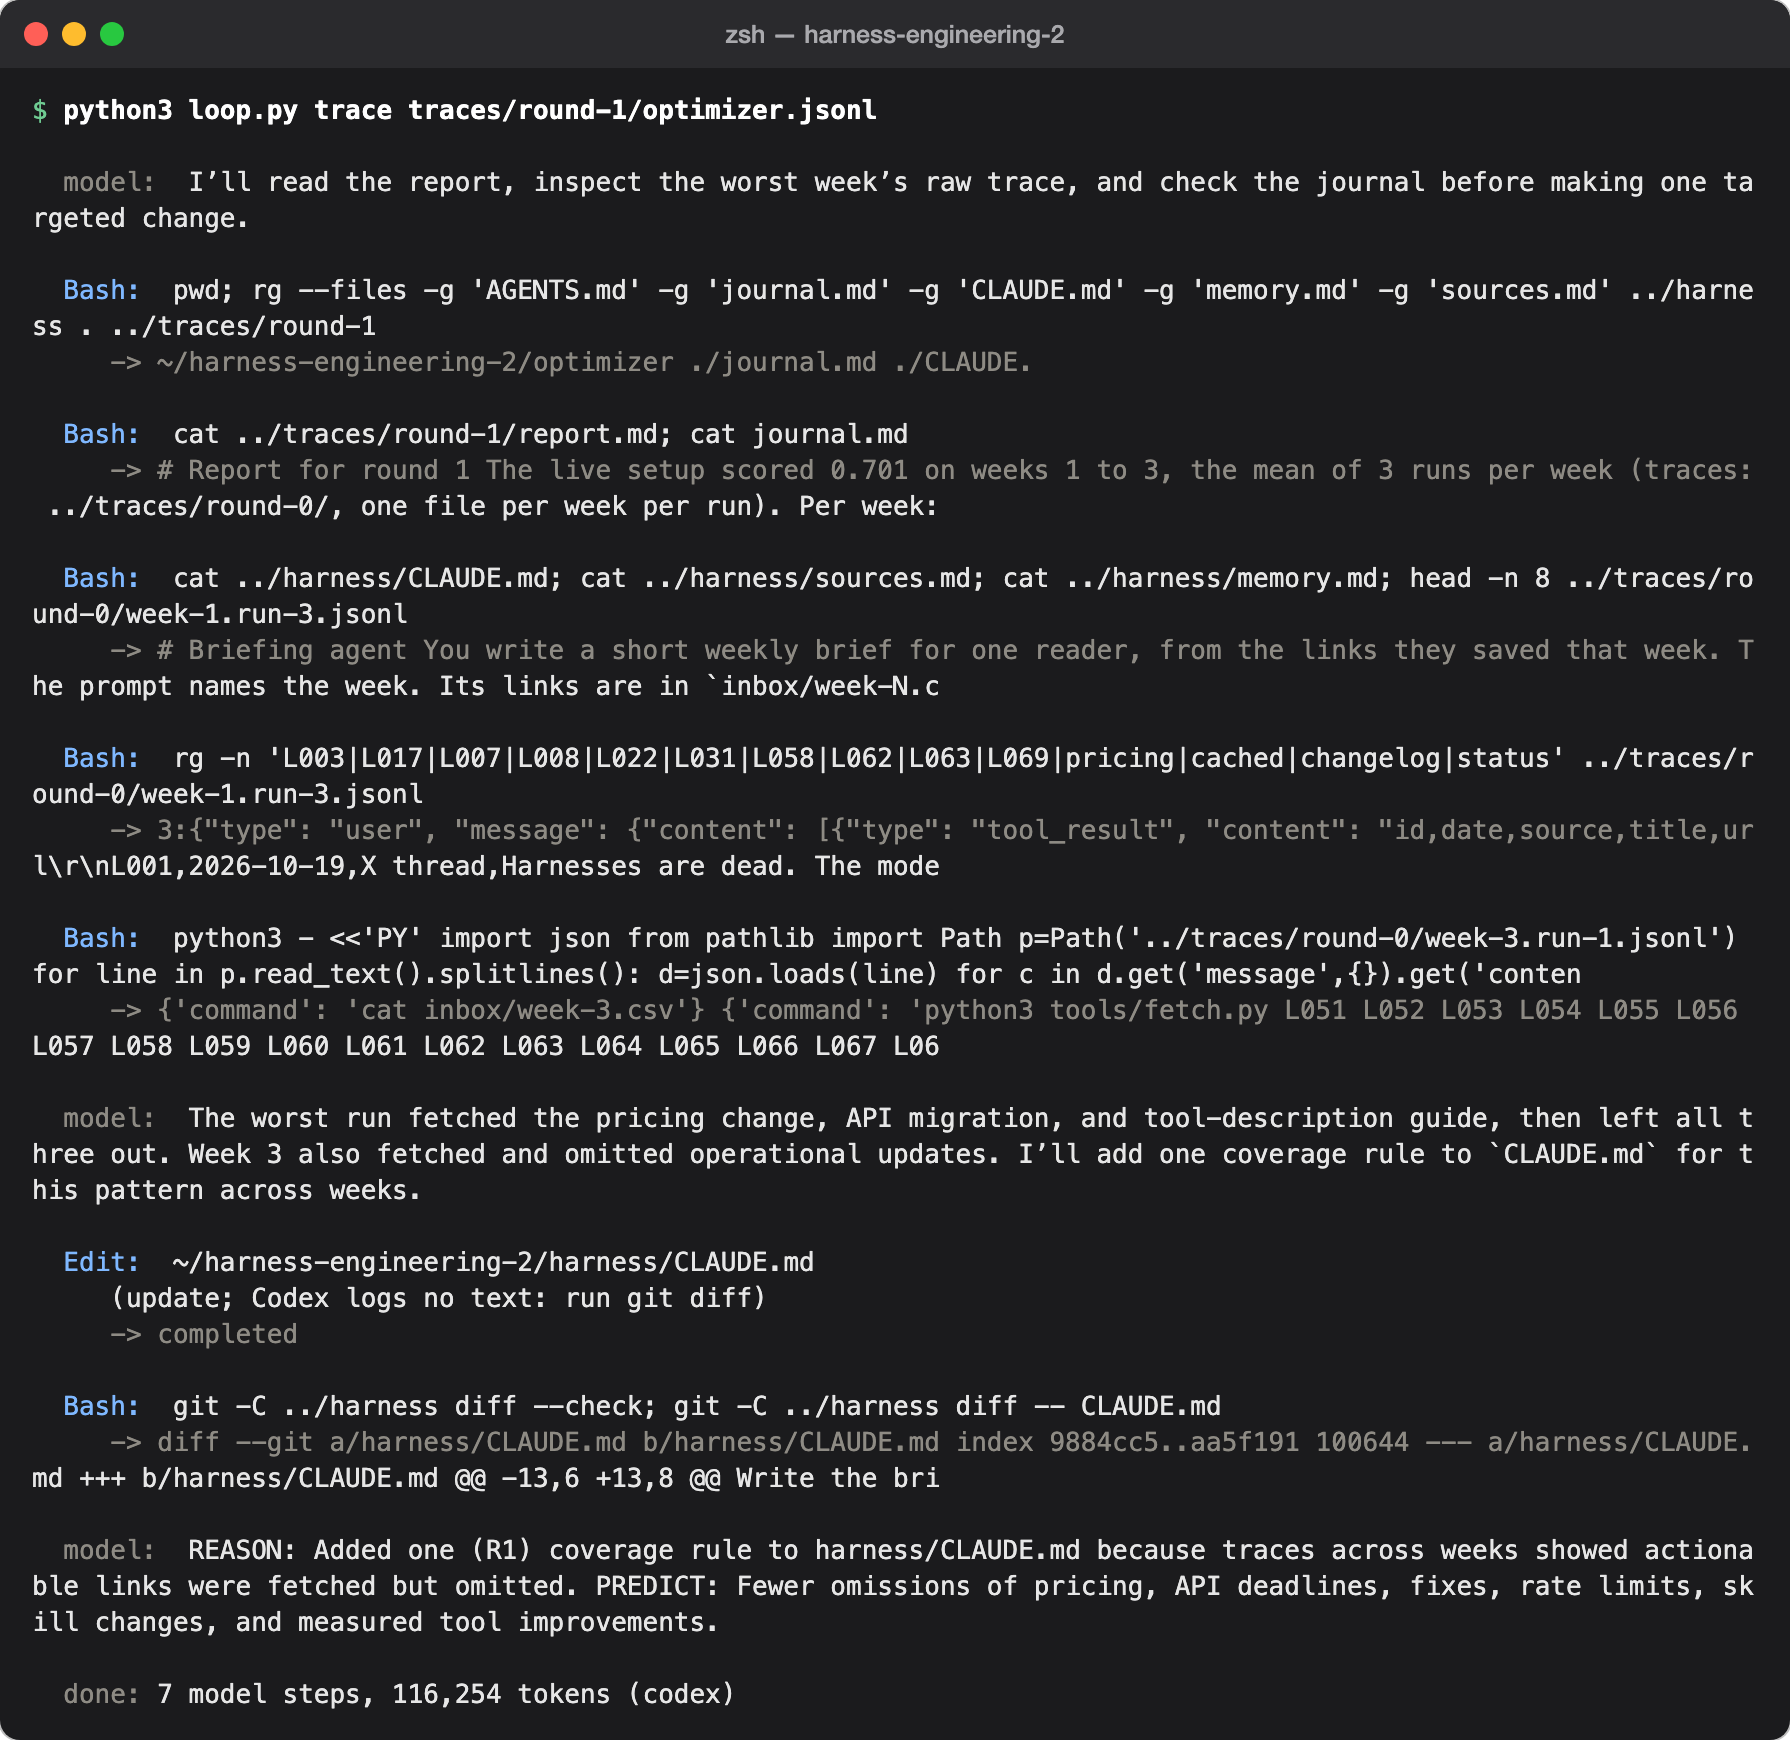 zsh — harness-engineering-2
$ python3 loop.py trace traces/round-1/optimizer.jsonl
model:  I’ll read the report, inspect the worst week’s raw trace, and check the journal before making one ta
rgeted change.
Bash:  pwd; rg --files -g 'AGENTS.md' -g 'journal.md' -g 'CLAUDE.md' -g 'memory.md' -g 'sources.md' ../harne
ss . ../traces/round-1
-> ~/harness-engineering-2/optimizer ./journal.md ./CLAUDE.
Bash:  cat ../traces/round-1/report.md; cat journal.md
-> # Report for round 1 The live setup scored 0.701 on weeks 1 to 3, the mean of 3 runs per week (traces:
../traces/round-0/, one file per week per run). Per week:
Bash:  cat ../harness/CLAUDE.md; cat ../harness/sources.md; cat ../harness/memory.md; head -n 8 ../traces/ro
und-0/week-1.run-3.jsonl
-> # Briefing agent You write a short weekly brief for one reader, from the links they saved that week. T
he prompt names the week. Its links are in `inbox/week-N.c
Bash:  rg -n 'L003|L017|L007|L008|L022|L031|L058|L062|L063|L069|pricing|cached|changelog|status' ../traces/r
ound-0/week-1.run-3.jsonl
-> 3:{"type": "user", "message": {"content": [{"type": "tool_result", "content": "id,date,source,title,ur
l\r\nL001,2026-10-19,X thread,Harnesses are dead. The mode
Bash:  python3 - <<'PY' import json from pathlib import Path p=Path('../traces/round-0/week-3.run-1.jsonl')
for line in p.read_text().splitlines(): d=json.loads(line) for c in d.get('message',{}).get('conten
-> {'command': 'cat inbox/week-3.csv'} {'command': 'python3 tools/fetch.py L051 L052 L053 L054 L055 L056
L057 L058 L059 L060 L061 L062 L063 L064 L065 L066 L067 L06
model:  The worst run fetched the pricing change, API migration, and tool-description guide, then left all t
hree out. Week 3 also fetched and omitted operational updates. I’ll add one coverage rule to `CLAUDE.md` for t
his pattern across weeks.
Edit:  ~/harness-engineering-2/harness/CLAUDE.md
(update; Codex logs no text: run git diff)
-> completed
Bash:  git -C ../harness diff --check; git -C ../harness diff -- CLAUDE.md
-> diff --git a/harness/CLAUDE.md b/harness/CLAUDE.md index 9884cc5..aa5f191 100644 --- a/harness/CLAUDE.
md +++ b/harness/CLAUDE.md @@ -13,6 +13,8 @@ Write the bri
model:  REASON: Added one (R1) coverage rule to harness/CLAUDE.md because traces across weeks showed actiona
ble links were fetched but omitted. PREDICT: Fewer omissions of pricing, API deadlines, fixes, rate limits, sk
ill changes, and measured tool improvements.
done: 7 model steps, 116,254 tokens (codex)